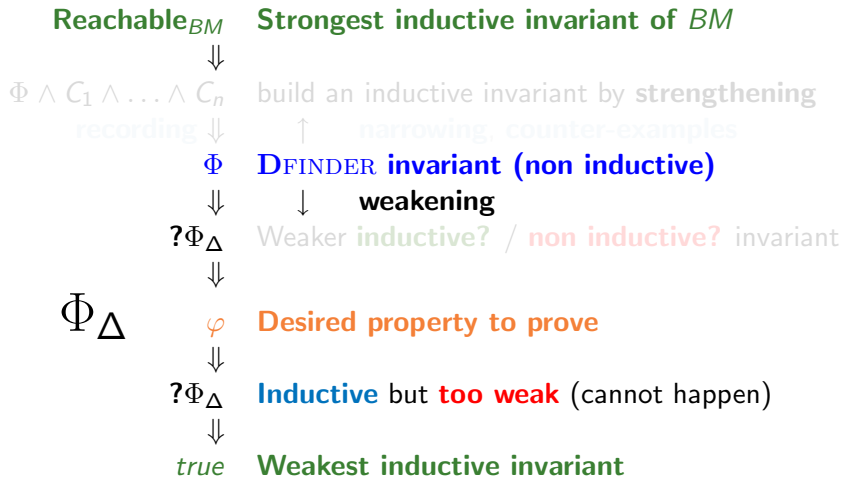 Reachable_BM Strongest inductive invariant of BM
⇓
Φ ∧ C₁ ∧ … ∧ Cₙ build an inductive invariant by strengthening
recording ⇓ ↑ narrowing, counter-examples
Φ DFINDER invariant (non inductive)
⇓ ↓ weakening
?Φ_Δ Weaker inductive? / non inductive? invariant
⇓
Φ_Δ φ Desired property to prove
⇓
?Φ_Δ Inductive but too weak (cannot happen)
⇓
true Weakest inductive invariant